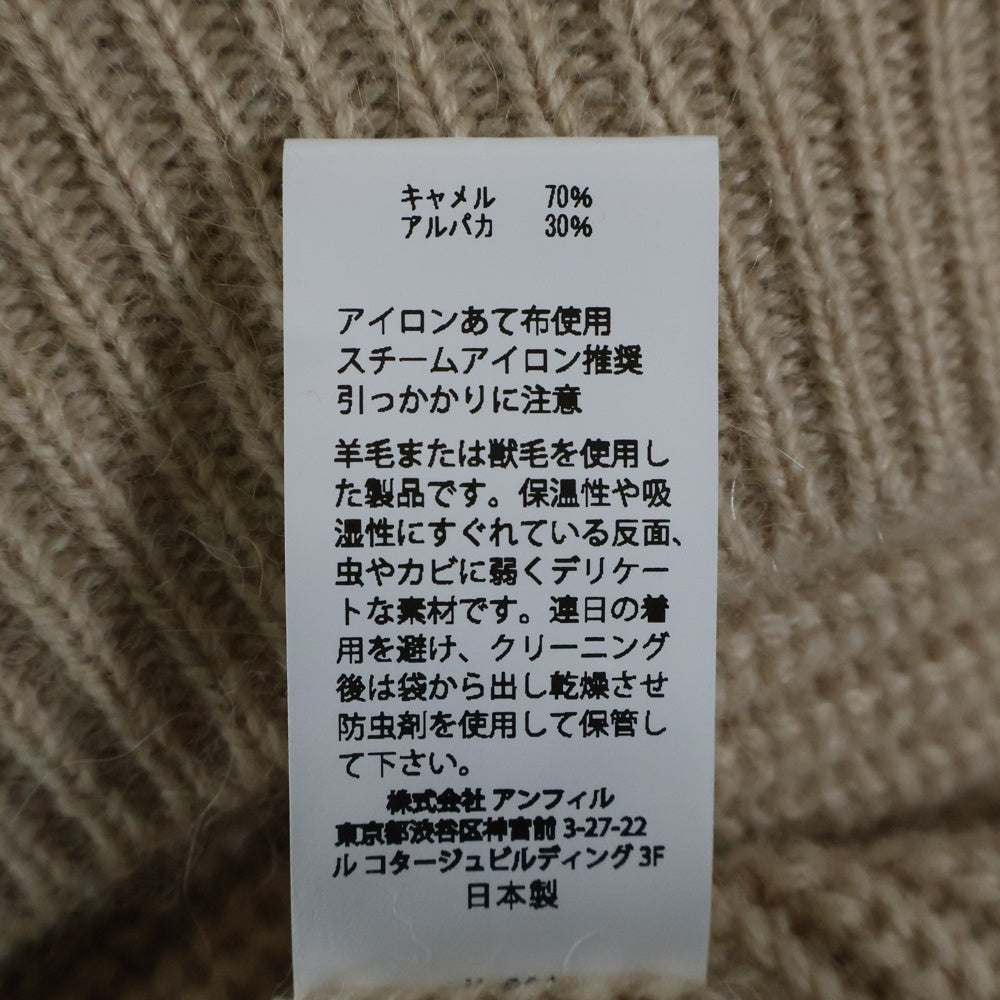 キャメル 70%
アルパカ 30%
アイロンあて布使用
スチームアイロン推奨
引っかかりに注意
羊毛または獣毛を使用し
た製品です。保温性や吸
湿性にすぐれている反面、
虫やカビに弱くデリケー
トな素材です。連日の着
用を避け、クリーニング
後は袋から出し乾燥させ
防虫剤を使用して保管し
て下さい。
株式会社 アンフィル
東京都渋谷区神宮前 3-27-22
ル コタージュビルディング 3F
日本製